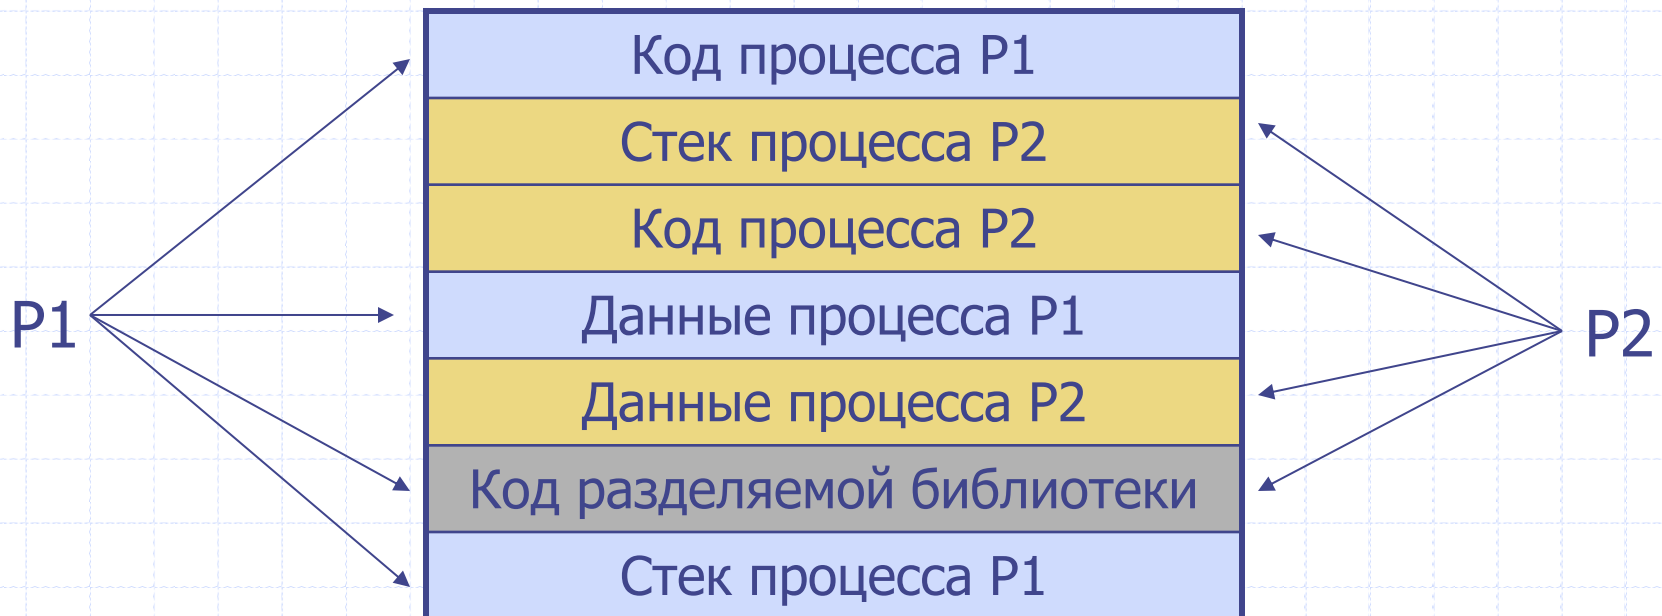 Код процесса P1
Стек процесса P2
Код процесса P2
Данные процесса P1
P1
P2
Данные процесса P2
Код разделяемой библиотеки
Стек процесса P1